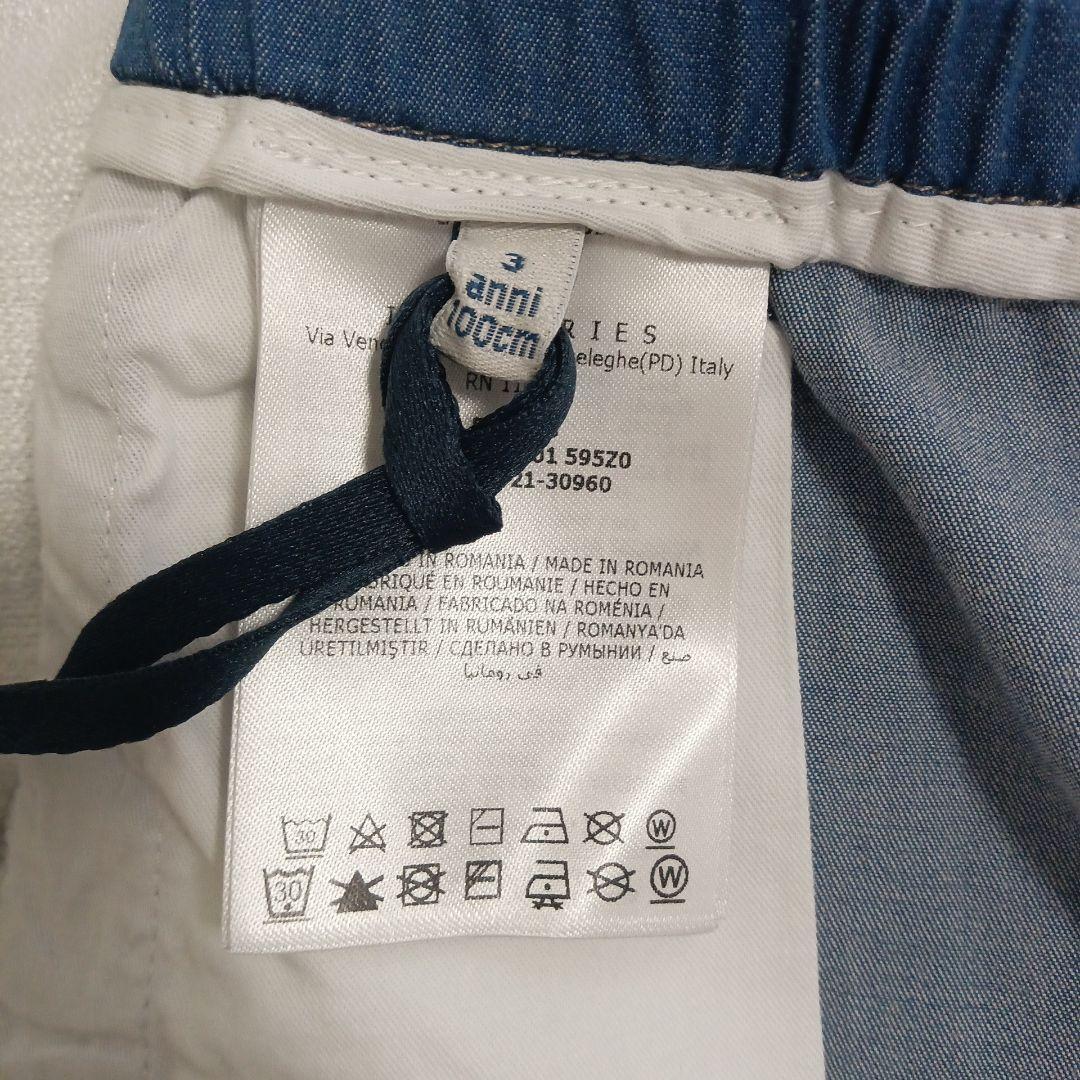 3
anni
100cm
RIES
Via Vene eleghe(PD) Italy
RN 11
01 595Z0
21-30960
IN ROMANIA / MADE IN ROMANIA
FABRIQUÉ EN ROUMANIE / HECHO EN
RUMANIA / FABRICADO NA ROMÉNIA /
HERGESTELLT IN RUMÄNIEN / ROMANYA'DA
ÜRETILMIŞTIR / СДЕЛАНО В РУМЫНИИ / صنع
في رومانيا
30 W
30 W